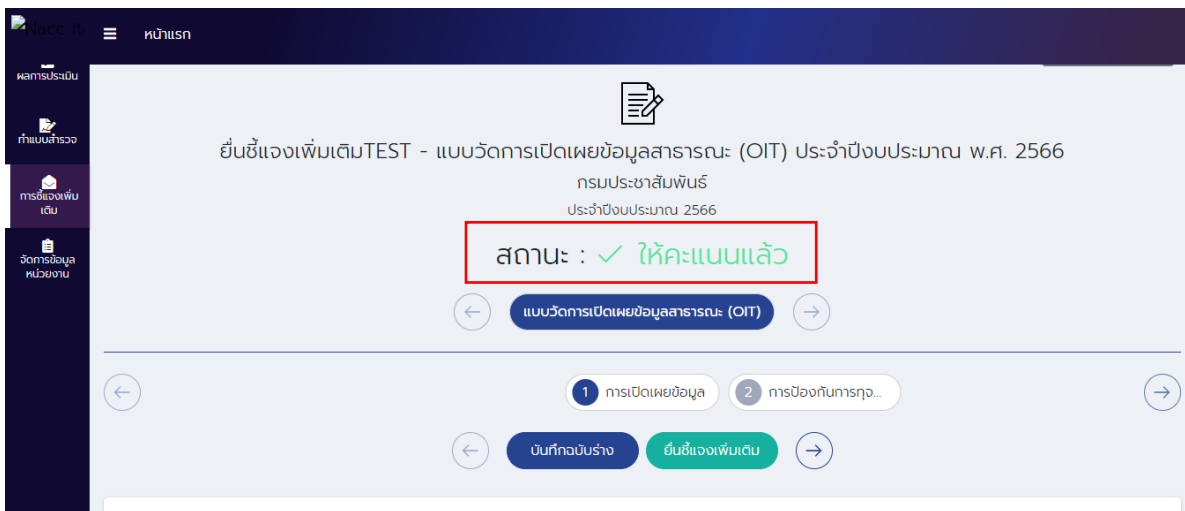 Nacc It
หน้าแรก
ผลการประเมิน
ทำแบบสำรวจ
การชี้แจงเพิ่ม
เติม
จัดการข้อมูล
หน่วยงาน
ยื่นชี้แจงเพิ่มเติมTEST - แบบวัดการเปิดเผยข้อมูลสาธารณะ (OIT) ประจำปีงบประมาณ พ.ศ. 2566
กรมประชาสัมพันธ์
ประจำปีงบประมาณ 2566
สถานะ : ✓ ให้คะแนนแล้ว
แบบวัดการเปิดเผยข้อมูลสาธารณะ (OIT)
1 การเปิดเผยข้อมูล
2 การป้องกันการทุจ...
บันทึกฉบับร่าง
ยื่นชี้แจงเพิ่มเติม